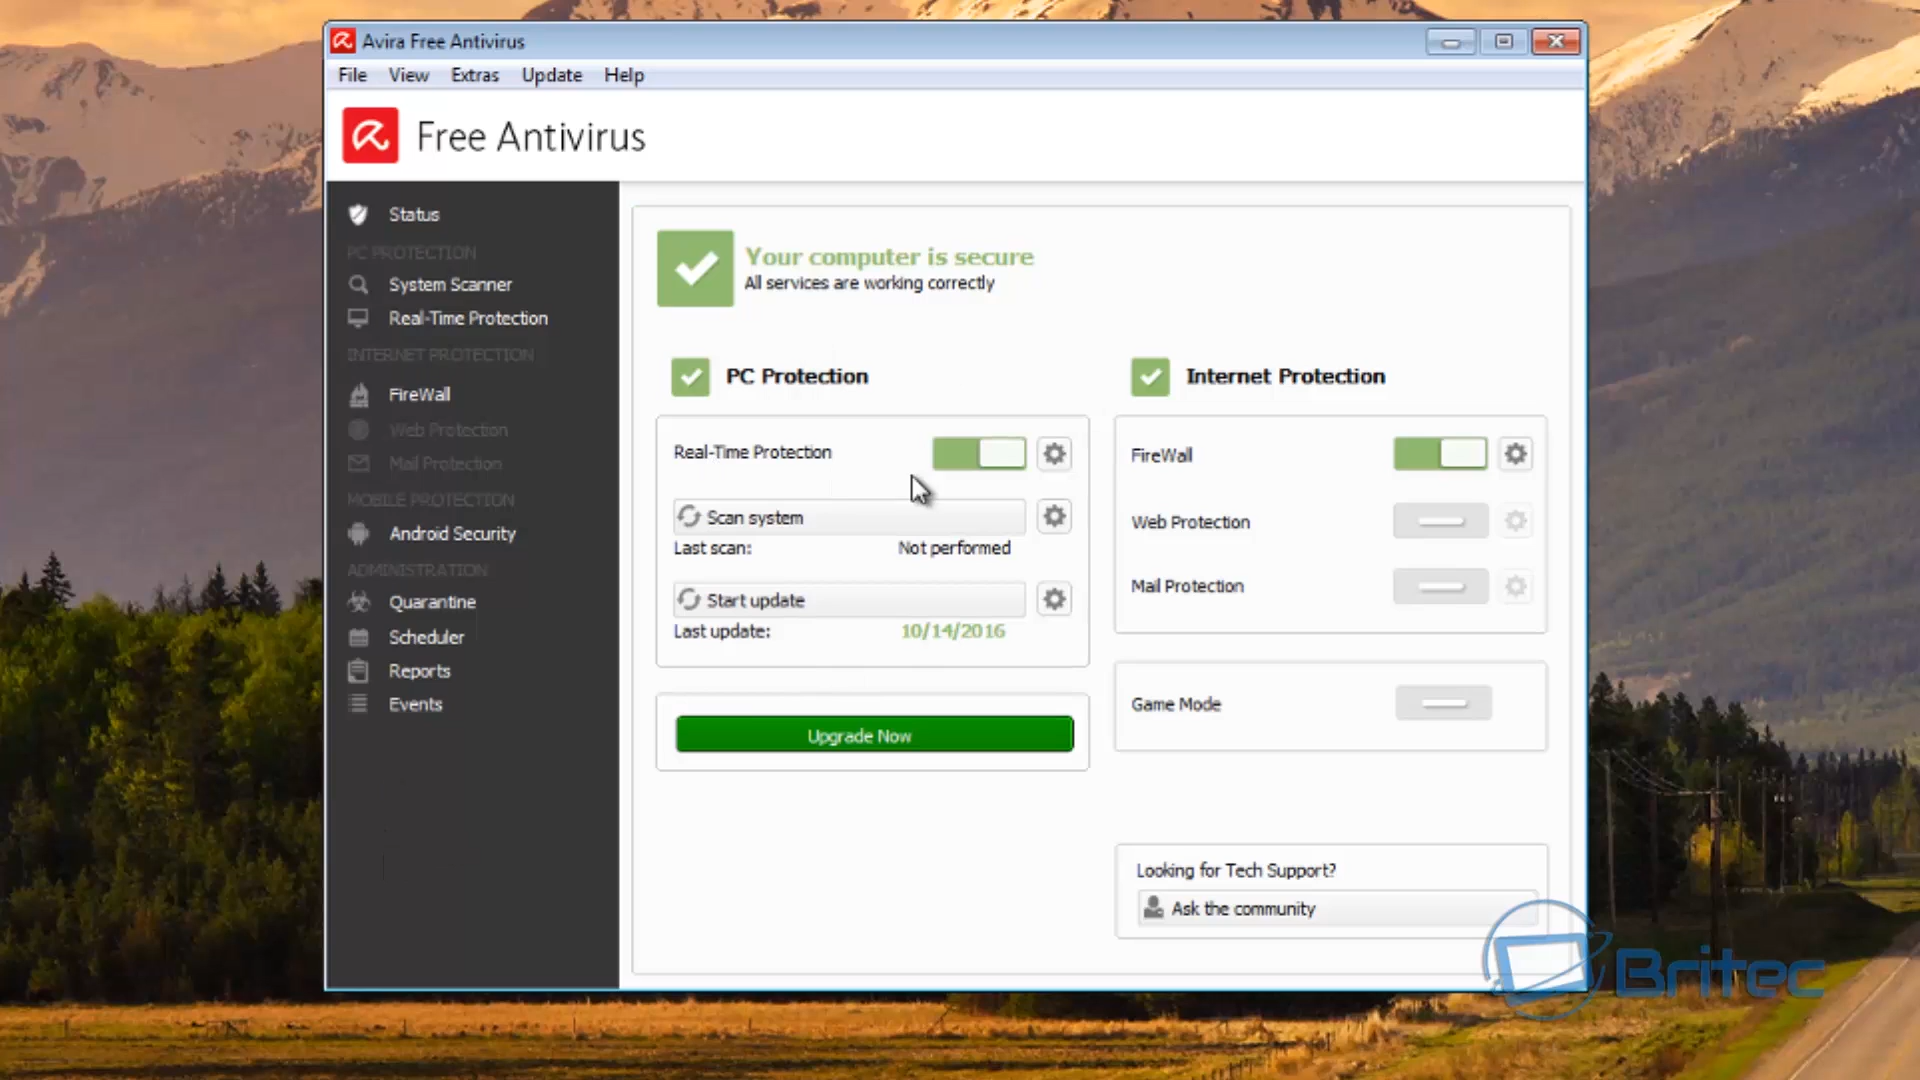 Avira Free Antivirus
File View Extras Update Help
Free Antivirus
Status
PC PROTECTION
System Scanner
Real-Time Protection
INTERNET PROTECTION
FireWall
Web Protection
Mail Protection
MOBILE PROTECTION
Android Security
ADMINISTRATION
Quarantine
Scheduler
Reports
Events
Your computer is secure
All services are working correctly
PC Protection
Real-Time Protection
Scan system
Last scan: Not performed
Start update
Last update: 10/14/2016
Upgrade Now
Internet Protection
FireWall
Web Protection
Mail Protection
Game Mode
Looking for Tech Support?
Ask the community
Britec